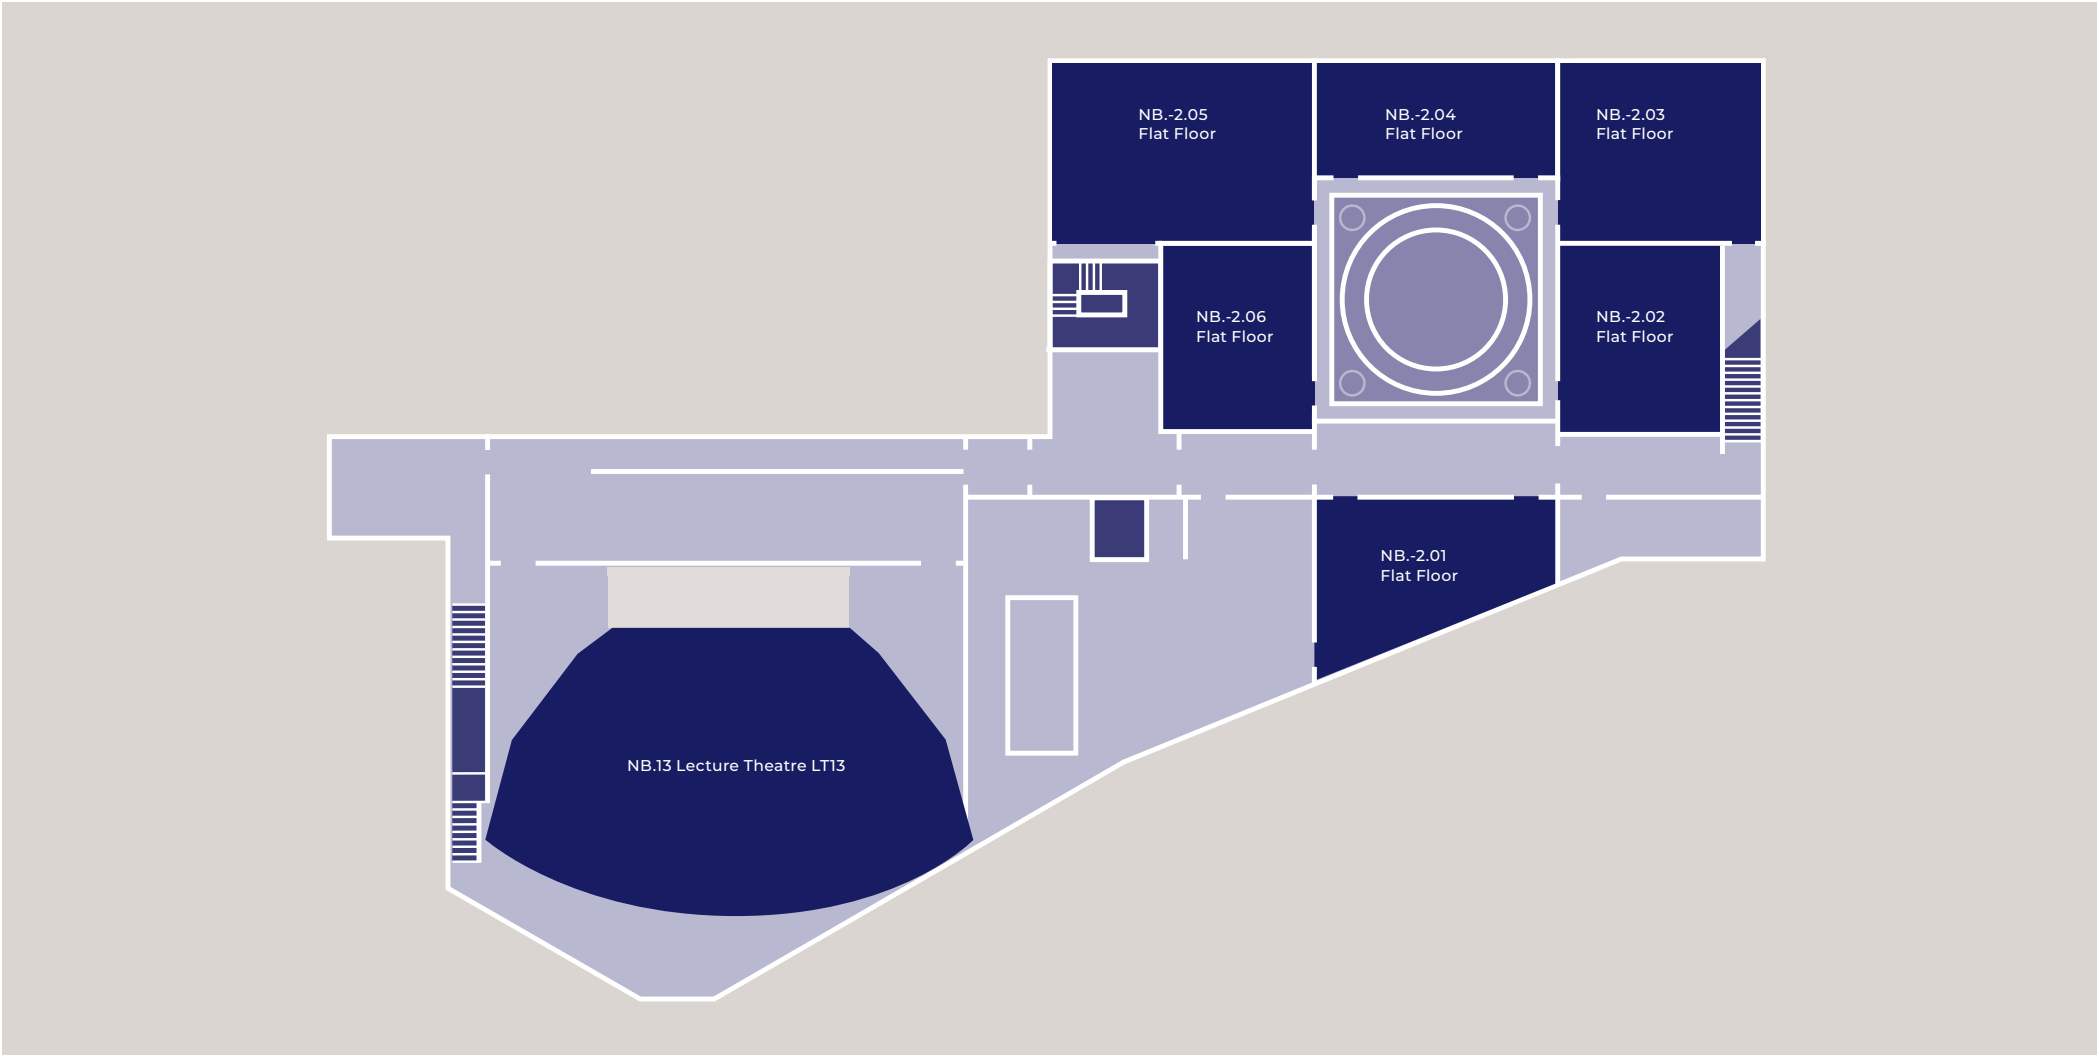 NB.-2.05
Flat Floor
NB.-2.04
Flat Floor
NB.-2.03
Flat Floor
NB.-2.06
Flat Floor
NB.-2.02
Flat Floor
NB.-2.01
Flat Floor
NB.13 Lecture Theatre LT13